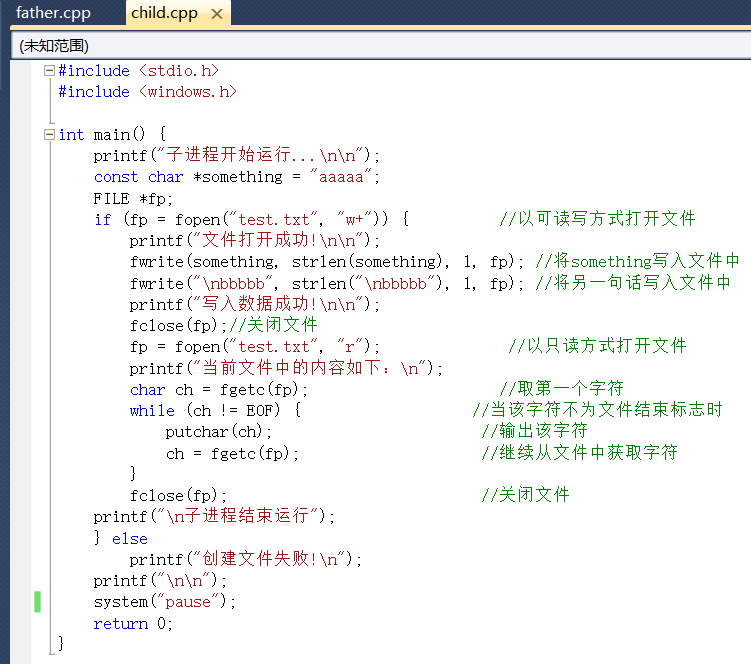 father.cpp child.cpp
(未知范围)
#include <stdio.h>
#include <windows.h>
int main() {
printf("子进程开始运行...\n\n");
const char *something = "aaaaa";
FILE *fp;
if (fp = fopen("test.txt", "w+")) { //以可读写方式打开文件
printf("文件打开成功!\n\n");
fwrite(something, strlen(something), 1, fp); //将something写入文件中
fwrite("\nbbbbb", strlen("\nbbbbb"), 1, fp); //将另一句话写入文件中
printf("写入数据成功!\n\n");
fclose(fp);//关闭文件
fp = fopen("test.txt", "r"); //以只读方式打开文件
printf("当前文件中的内容如下：\n");
char ch = fgetc(fp); //取第一个字符
while (ch != EOF) { //当该字符不为文件结束标志时
putchar(ch); //输出该字符
ch = fgetc(fp); //继续从文件中获取字符
}
fclose(fp); //关闭文件
printf("\n子进程结束运行");
} else
printf("创建文件失败!\n");
printf("\n\n");
system("pause");
return 0;
}